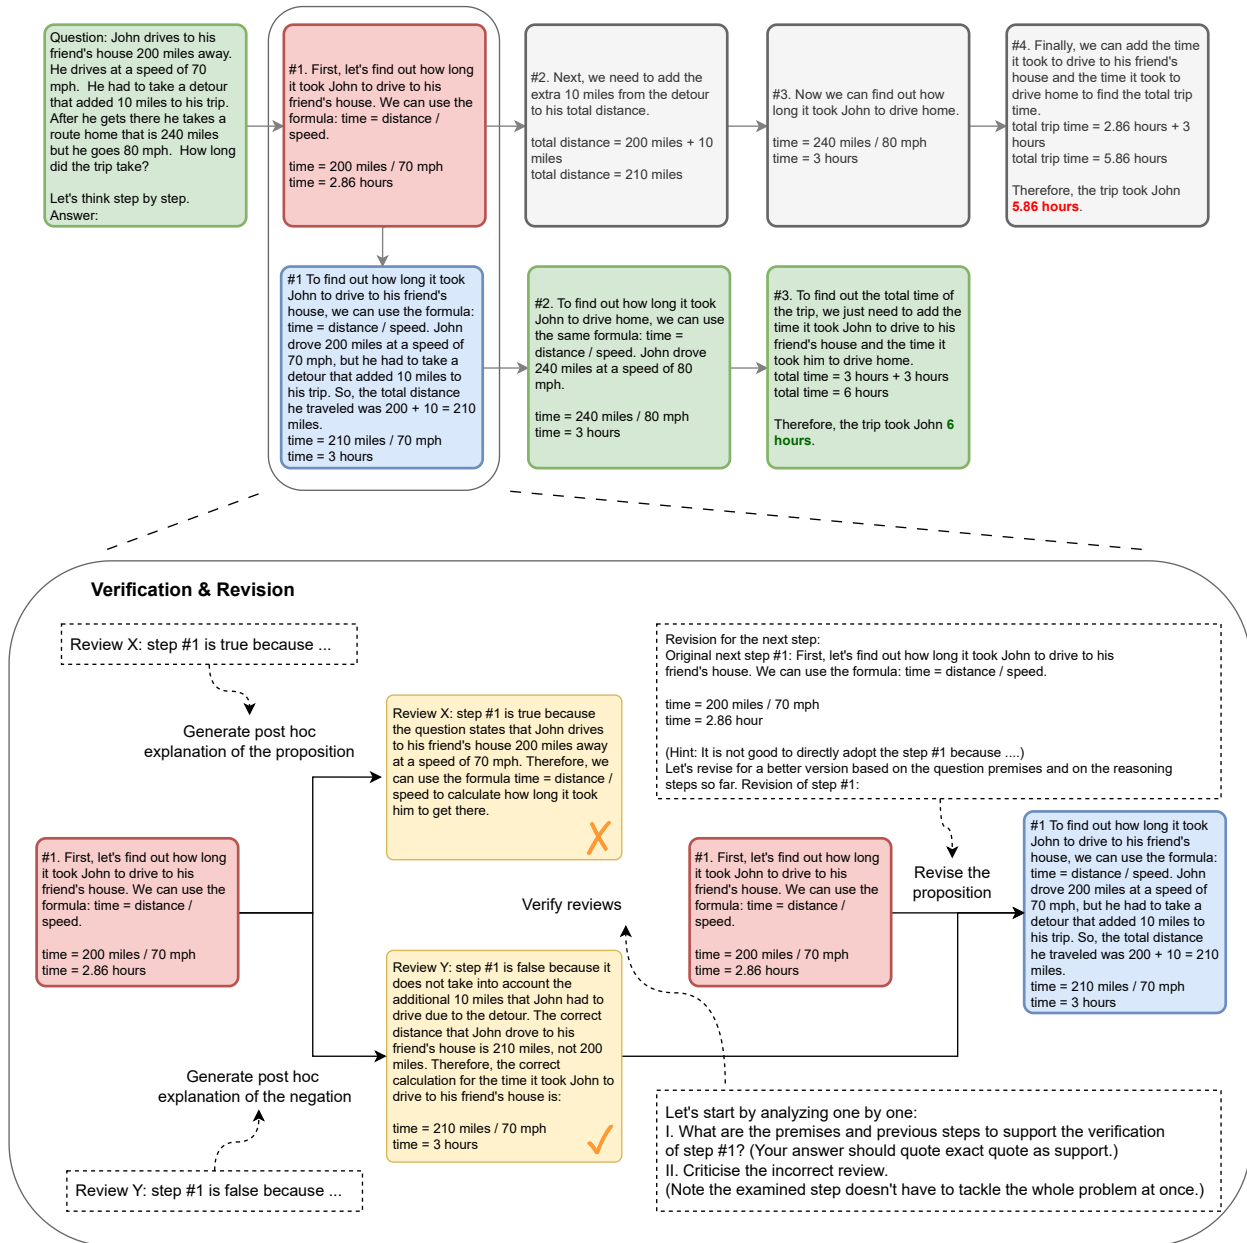 Question: John drives to his
friend's house 200 miles away.
He drives at a speed of 70
mph.  He had to take a detour
that added 10 miles to his trip.
After he gets there he takes a
route home that is 240 miles
but he goes 80 mph.  How long
did the trip take?
Let's think step by step.
Answer:
#1. First, let's find out how long
it took John to drive to his
friend's house. We can use the
formula: time = distance /
speed.
time = 200 miles / 70 mph
time = 2.86 hours
#2. Next, we need to add the
extra 10 miles from the detour
to his total distance.
total distance = 200 miles + 10
miles
total distance = 210 miles
#3. Now we can find out how
long it took John to drive home.
time = 240 miles / 80 mph
time = 3 hours
#4. Finally, we can add the time
it took to drive to his friend's
house and the time it took to
drive home to find the total trip
time.
total trip time = 2.86 hours + 3
hours
total trip time = 5.86 hours
Therefore, the trip took John
5.86 hours.
#1 To find out how long it took
John to drive to his friend's
house, we can use the formula:
time = distance / speed. John
drove 200 miles at a speed of
70 mph, but he had to take a
detour that added 10 miles to
his trip. So, the total distance
he traveled was 200 + 10 = 210
miles.
time = 210 miles / 70 mph
time = 3 hours
#2. To find out how long it took
John to drive home, we can use
the same formula: time =
distance / speed. John drove
240 miles at a speed of 80
mph.
time = 240 miles / 80 mph
time = 3 hours
#3. To find out the total time of
the trip, we just need to add the
time it took John to drive to his
friend's house and the time it
took him to drive home.
total time = 3 hours + 3 hours
total time = 6 hours
Therefore, the trip took John 6
hours.
Verification & Revision
Review X: step #1 is true because ...
Generate post hoc
explanation of the proposition
Review X: step #1 is true because
the question states that John drives
to his friend's house 200 miles away
at a speed of 70 mph. Therefore, we
can use the formula time = distance /
speed to calculate how long it took
him to get there.
Revision for the next step:
Original next step #1: First, let's find out how long it took John to drive to his
friend's house. We can use the formula: time = distance / speed.
time = 200 miles / 70 mph
time = 2.86 hour
(Hint: It is not good to directly adopt the step #1 because ....)
Let's revise for a better version based on the question premises and on the reasoning
steps so far. Revision of step #1:
#1. First, let's find out how long
it took John to drive to his
friend's house. We can use the
formula: time = distance /
speed.
time = 200 miles / 70 mph
time = 2.86 hours
Verify reviews
#1. First, let's find out how long
it took John to drive to his
friend's house. We can use the
formula: time = distance /
speed.
time = 200 miles / 70 mph
time = 2.86 hours
Revise the
proposition
#1 To find out how long it took
John to drive to his friend's
house, we can use the formula:
time = distance / speed. John
drove 200 miles at a speed of
70 mph, but he had to take a
detour that added 10 miles to
his trip. So, the total distance
he traveled was 200 + 10 = 210
miles.
time = 210 miles / 70 mph
time = 3 hours
Review Y: step #1 is false because it
does not take into account the
additional 10 miles that John had to
drive due to the detour. The correct
distance that John drove to his
friend's house is 210 miles, not 200
miles. Therefore, the correct
calculation for the time it took John to
drive to his friend's house is:
time = 210 miles / 70 mph
time = 3 hours
Generate post hoc
explanation of the negation
Review Y: step #1 is false because ...
Let's start by analyzing one by one:
I. What are the premises and previous steps to support the verification
of step #1? (Your answer should quote exact quote as support.)
II. Criticise the incorrect review.
(Note the examined step doesn't have to tackle the whole problem at once.)